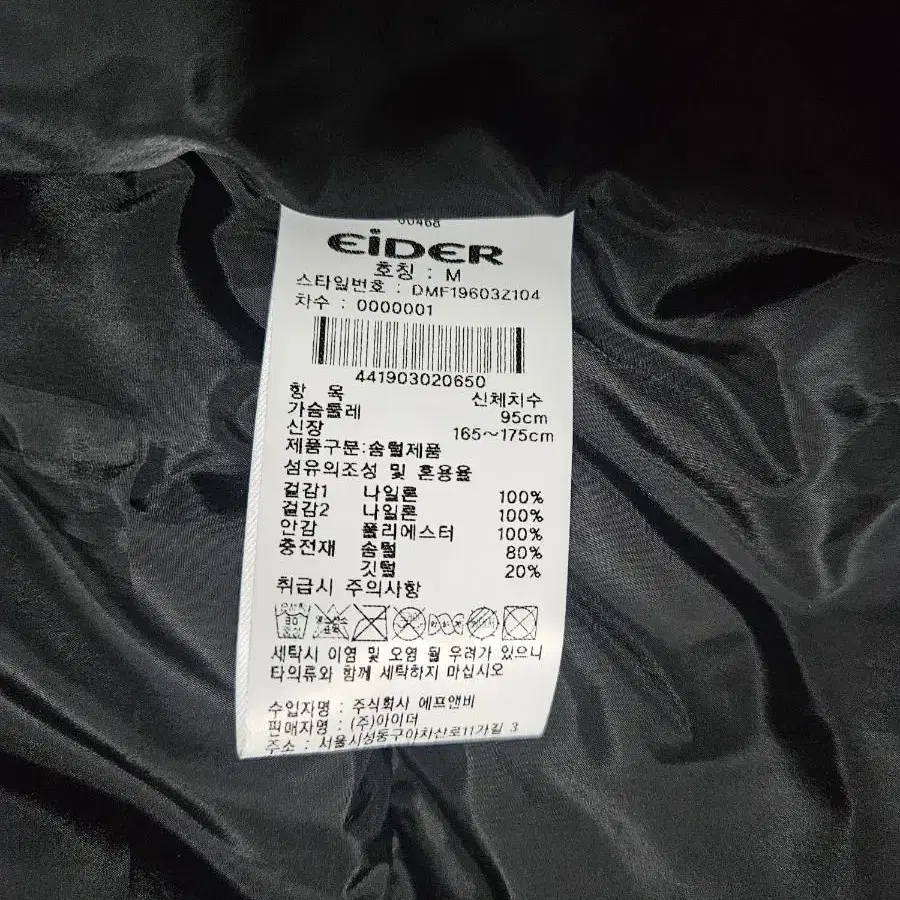 00468
EiDER
호칭 : M
스타일번호 : DMF19603Z104
차수 : 0000001
441903020650
항 목 신체치수
가슴둘레 95cm
신장 165~175cm
제품구분:솜털제품
섬유의조성 및 혼용율
겉감1 나일론 100%
겉감2 나일론 100%
안감 폴리에스터 100%
충전재 솜털 80%
깃털 20%
취급시 주의사항
30
중성
세탁시 이염 및 오염 될 우려가 있으니
타의류와 함께 세탁하지 마십시오
수입자명 : 주식회사 에프앤비
판매자명 : (주)아이더
주소 : 서울시성동구아차산로11가길 3